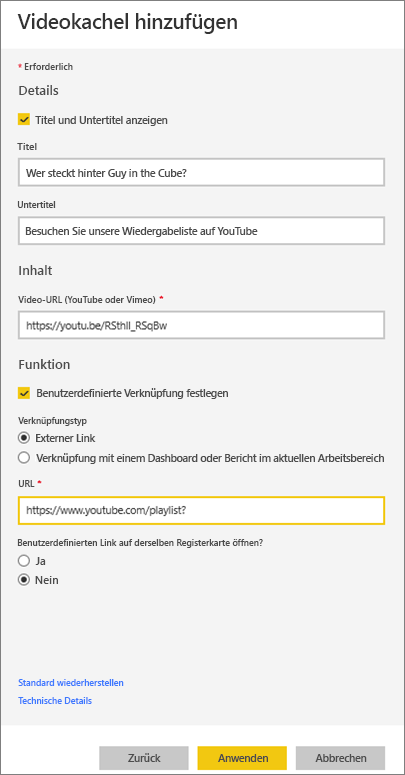 Videokachel hinzufügen
* Erforderlich
Details
Titel und Untertitel anzeigen
Titel
Wer steckt hinter Guy in the Cube?
Untertitel
Besuchen Sie unsere Wiedergabeliste auf YouTube
Inhalt
Video-URL (YouTube oder Vimeo) *
https://youtu.be/RSthIl_RSqBw
Funktion
Benutzerdefinierte Verknüpfung festlegen
Verknüpfungstyp
Externer Link
Verknüpfung mit einem Dashboard oder Bericht im aktuellen Arbeitsbereich
URL *
https://www.youtube.com/playlist?
Benutzerdefinierten Link auf derselben Registerkarte öffnen?
Ja
Nein
Standard wiederherstellen
Technische Details
Zurück Anwenden Abbrechen